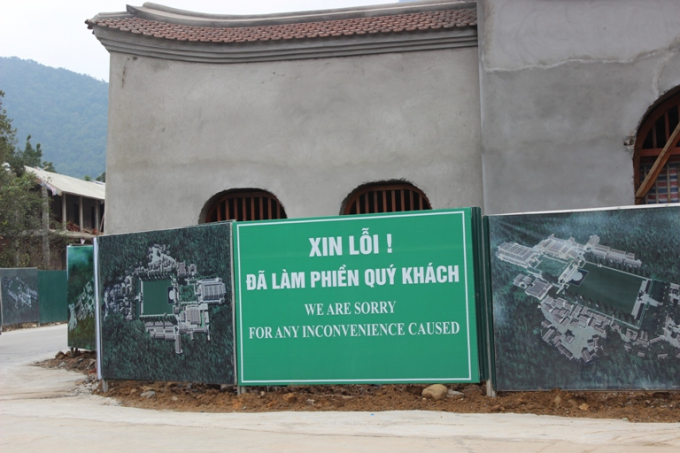 XIN LỖI !
ĐÃ LÀM PHIỀN QUÝ KHÁCH
WE ARE SORRY
FOR ANY INCONVENIENCE CAUSED